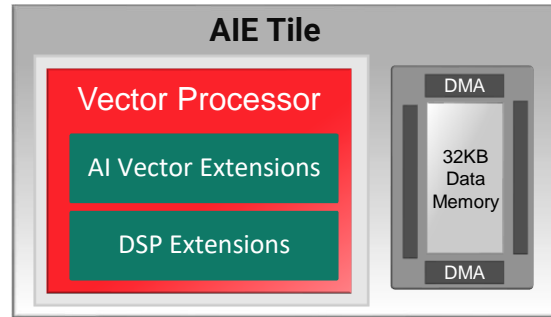 AIE Tile
Vector Processor
AI Vector Extensions
DSP Extensions
DMA
32KB
Data
Memory
DMA